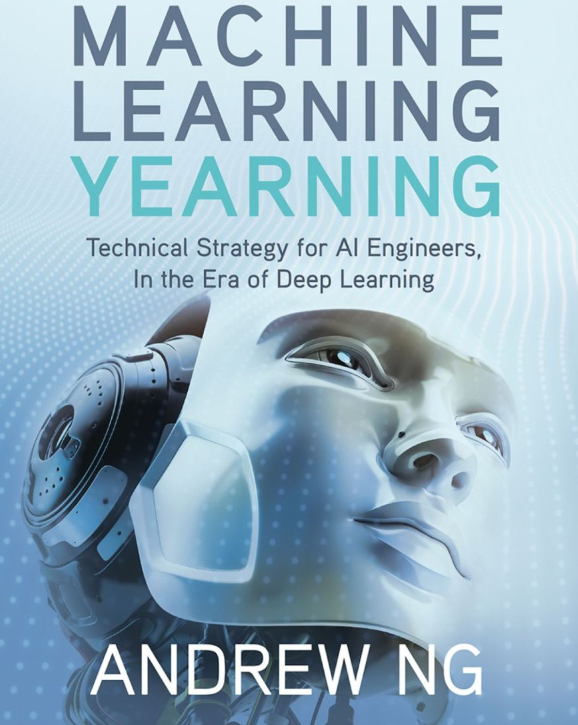 MACHINE
LEARNING
YEARNING
Technical Strategy for AI Engineers,
In the Era of Deep Learning
ANDREW NG